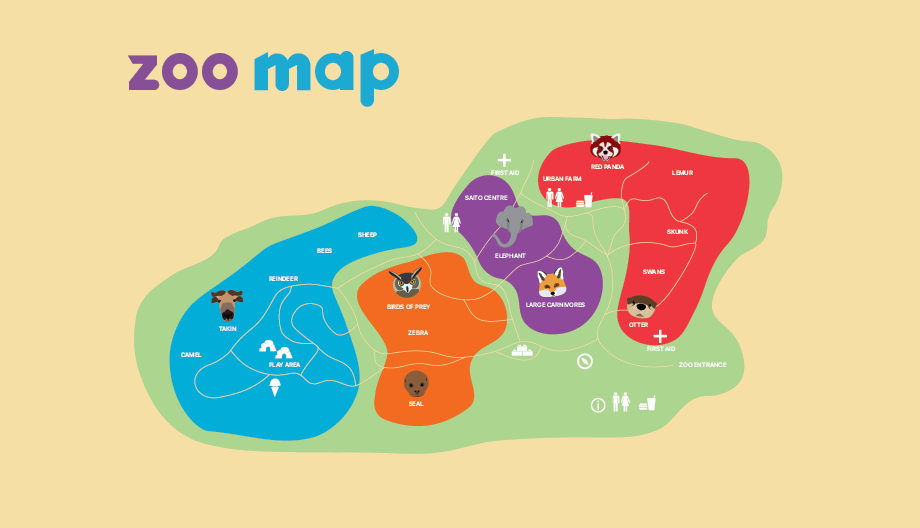 zoo map
FIRST AID
RED PANDA
URBAN FARM
LEMUR
SAITO CENTRE
SKUNK
SHEEP
BEES
ELEPHANT
REINDEER
SWANS
BIRDS OF PREY
LARGE CARNIVORES
TAKIN
OTTER
ZEBRA
FIRST AID
CAMEL
PLAY AREA
ZOO ENTRANCE
SEAL